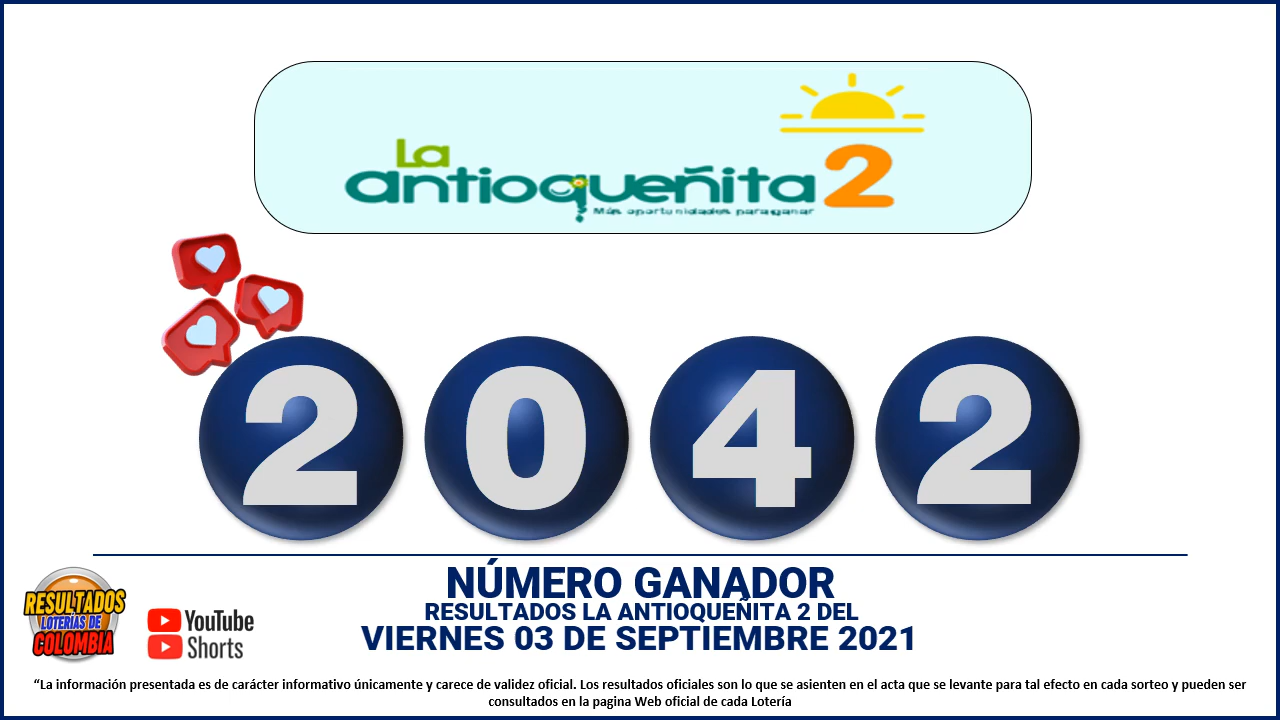 La
antioqueñita 2
Más oportunidades para ganar
2 0 4 2
NÚMERO GANADOR
RESULTADOS LA ANTIOQUEÑITA 2 DEL
VIERNES 03 DE SEPTIEMBRE 2021
RESULTADOS
LOTERÍAS DE
COLOMBIA
YouTube
Shorts
“La información presentada es de carácter informativo únicamente y carece de validez oficial. Los resultados oficiales son lo que se asienten en el acta que se levante para tal efecto en cada sorteo y pueden ser
consultados en la pagina Web oficial de cada Lotería